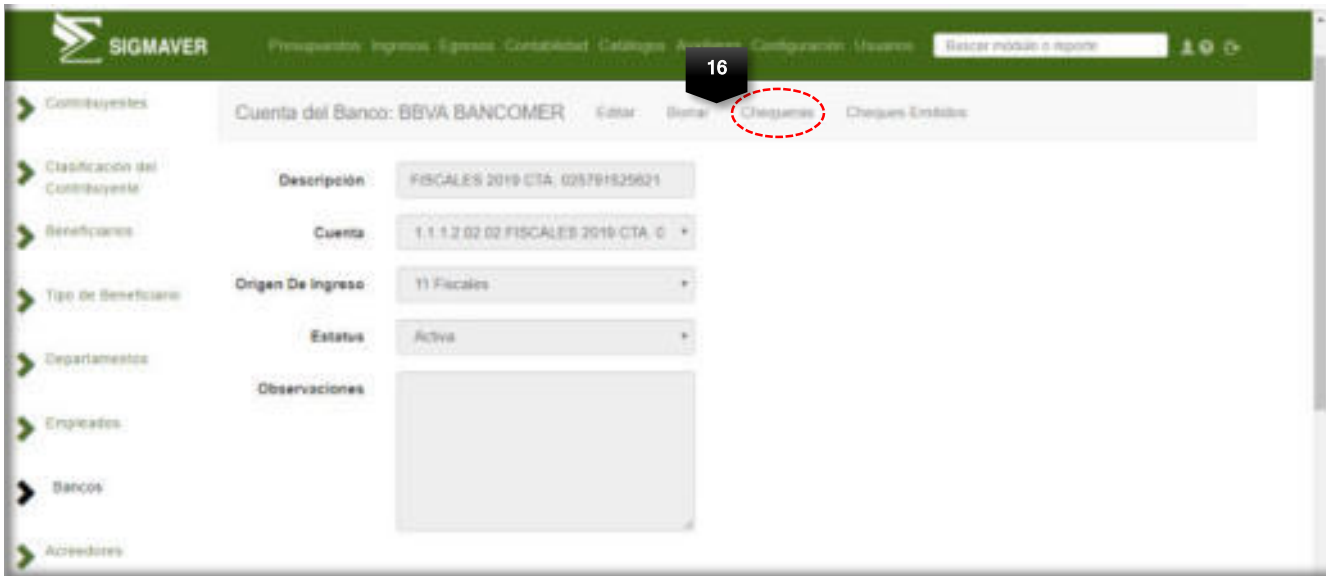 SIGMAVER
Presupuestos Ingresos Egresos Contabilidad Catálogos Auxiliares Configuración Usuarios Buscar módulo o reporte
16
Contribuyentes
Cuenta del Banco: BBVA BANCOMER Editar Borrar Chequeras Cheques Emitidos
Clasificación del
Contribuyente
Descripción FISCALES 2019 CTA. 025791525621
Beneficiarios
Cuenta 1.1.1.2.02.02 FISCALES 2019 CTA. 0
Tipo de Beneficiario
Origen De Ingreso 11 Fiscales
Estatus Activa
Departamentos
Observaciones
Empleados
Bancos
Acreedores